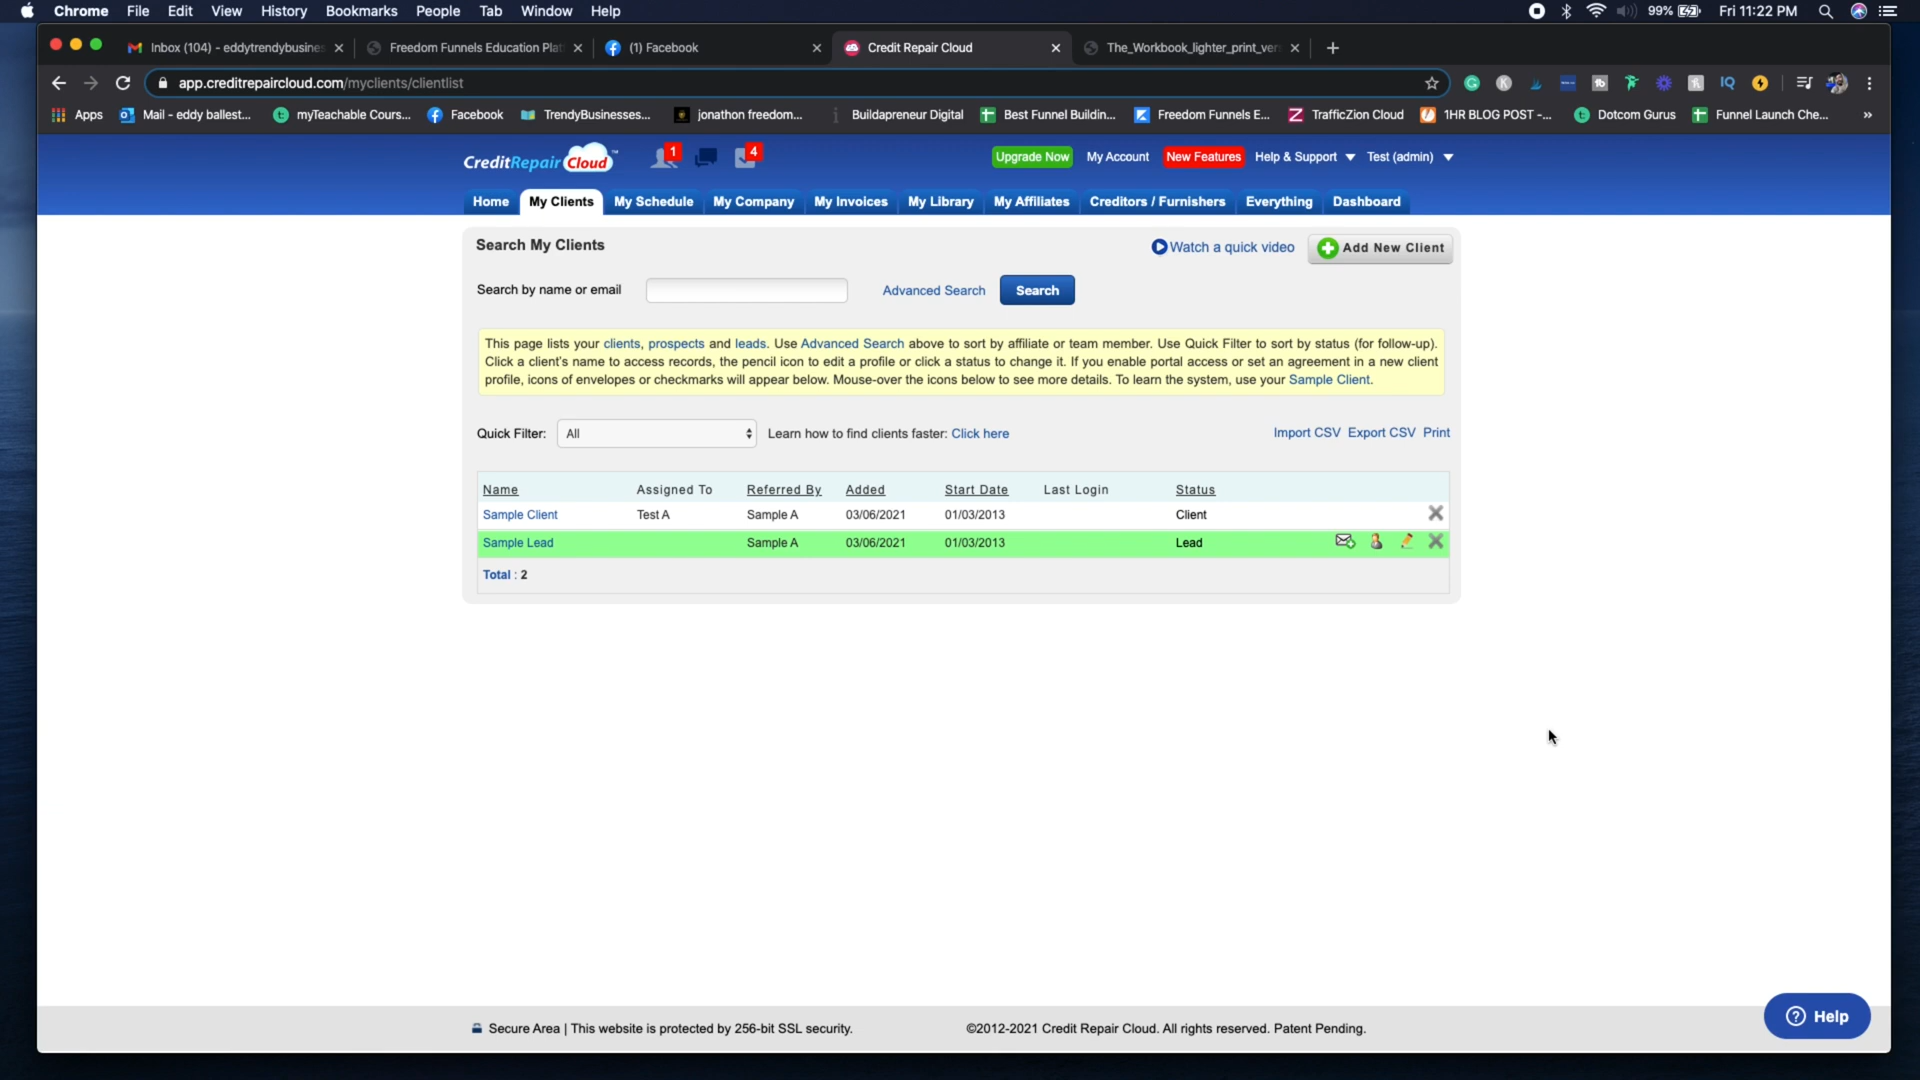 Chrome File Edit View History Bookmarks People Tab Window Help 99% Fri 11:22 PM
Inbox (104) - eddytrendybusine Freedom Funnels Education Pla (1) Facebook Credit Repair Cloud The_Workbook_lighter_print_ver
app.creditrepaircloud.com/myclients/clientlist
Apps Mail - eddy ballest... myTeachable Cours... Facebook TrendyBusinesses... jonathon freedom... Buildapreneur Digital Best Funnel Buildin... Freedom Funnels E... TrafficZion Cloud 1HR BLOG POST -... Dotcom Gurus Funnel Launch Che... »
CreditRepair Cloud ™ 1 4 Upgrade Now My Account New Features Help & Support Test (admin)
Home My Clients My Schedule My Company My Invoices My Library My Affiliates Creditors / Furnishers Everything Dashboard
Search My Clients Watch a quick video Add New Client
Search by name or email Advanced Search Search
This page lists your clients, prospects and leads. Use Advanced Search above to sort by affiliate or team member. Use Quick Filter to sort by status (for follow-up).
Click a client's name to access records, the pencil icon to edit a profile or click a status to change it. If you enable portal access or set an agreement in a new client
profile, icons of envelopes or checkmarks will appear below. Mouse-over the icons below to see more details. To learn the system, use your Sample Client.
Quick Filter: All Learn how to find clients faster: Click here Import CSV Export CSV Print
Name Assigned To Referred By Added Start Date Last Login Status
Sample Client Test A Sample A 03/06/2021 01/03/2013 Client
Sample Lead Sample A 03/06/2021 01/03/2013 Lead
Total : 2
Secure Area | This website is protected by 256-bit SSL security. ©2012-2021 Credit Repair Cloud. All rights reserved. Patent Pending.
Help